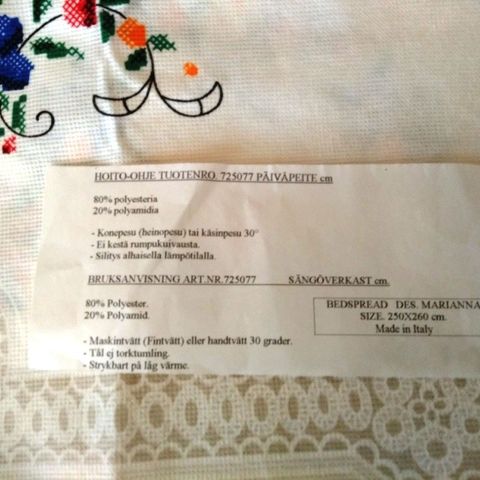 HOITO-OHJE TUOTENRO. 725077 PÄIVÄPEITE cm
80% polyesteria
20% polyamidia
- Konepesu (heinopesu) tai käsinpesu 30°
- Ei kestä rumpukuivausta.
- Silitys alhaisella lämpötilalla.
BRUKSANVISNING ART.NR.725077 SÄNGÖVERKAST cm.
80% Polyester.
20% Polyamid.
- Maskintvätt (Fintvätt) eller handtvätt 30 grader.
- Tål ej torktumling.
- Strykbart på låg värme.
BEDSPREAD DES. MARIANNA
SIZE. 250X260 cm.
Made in Italy